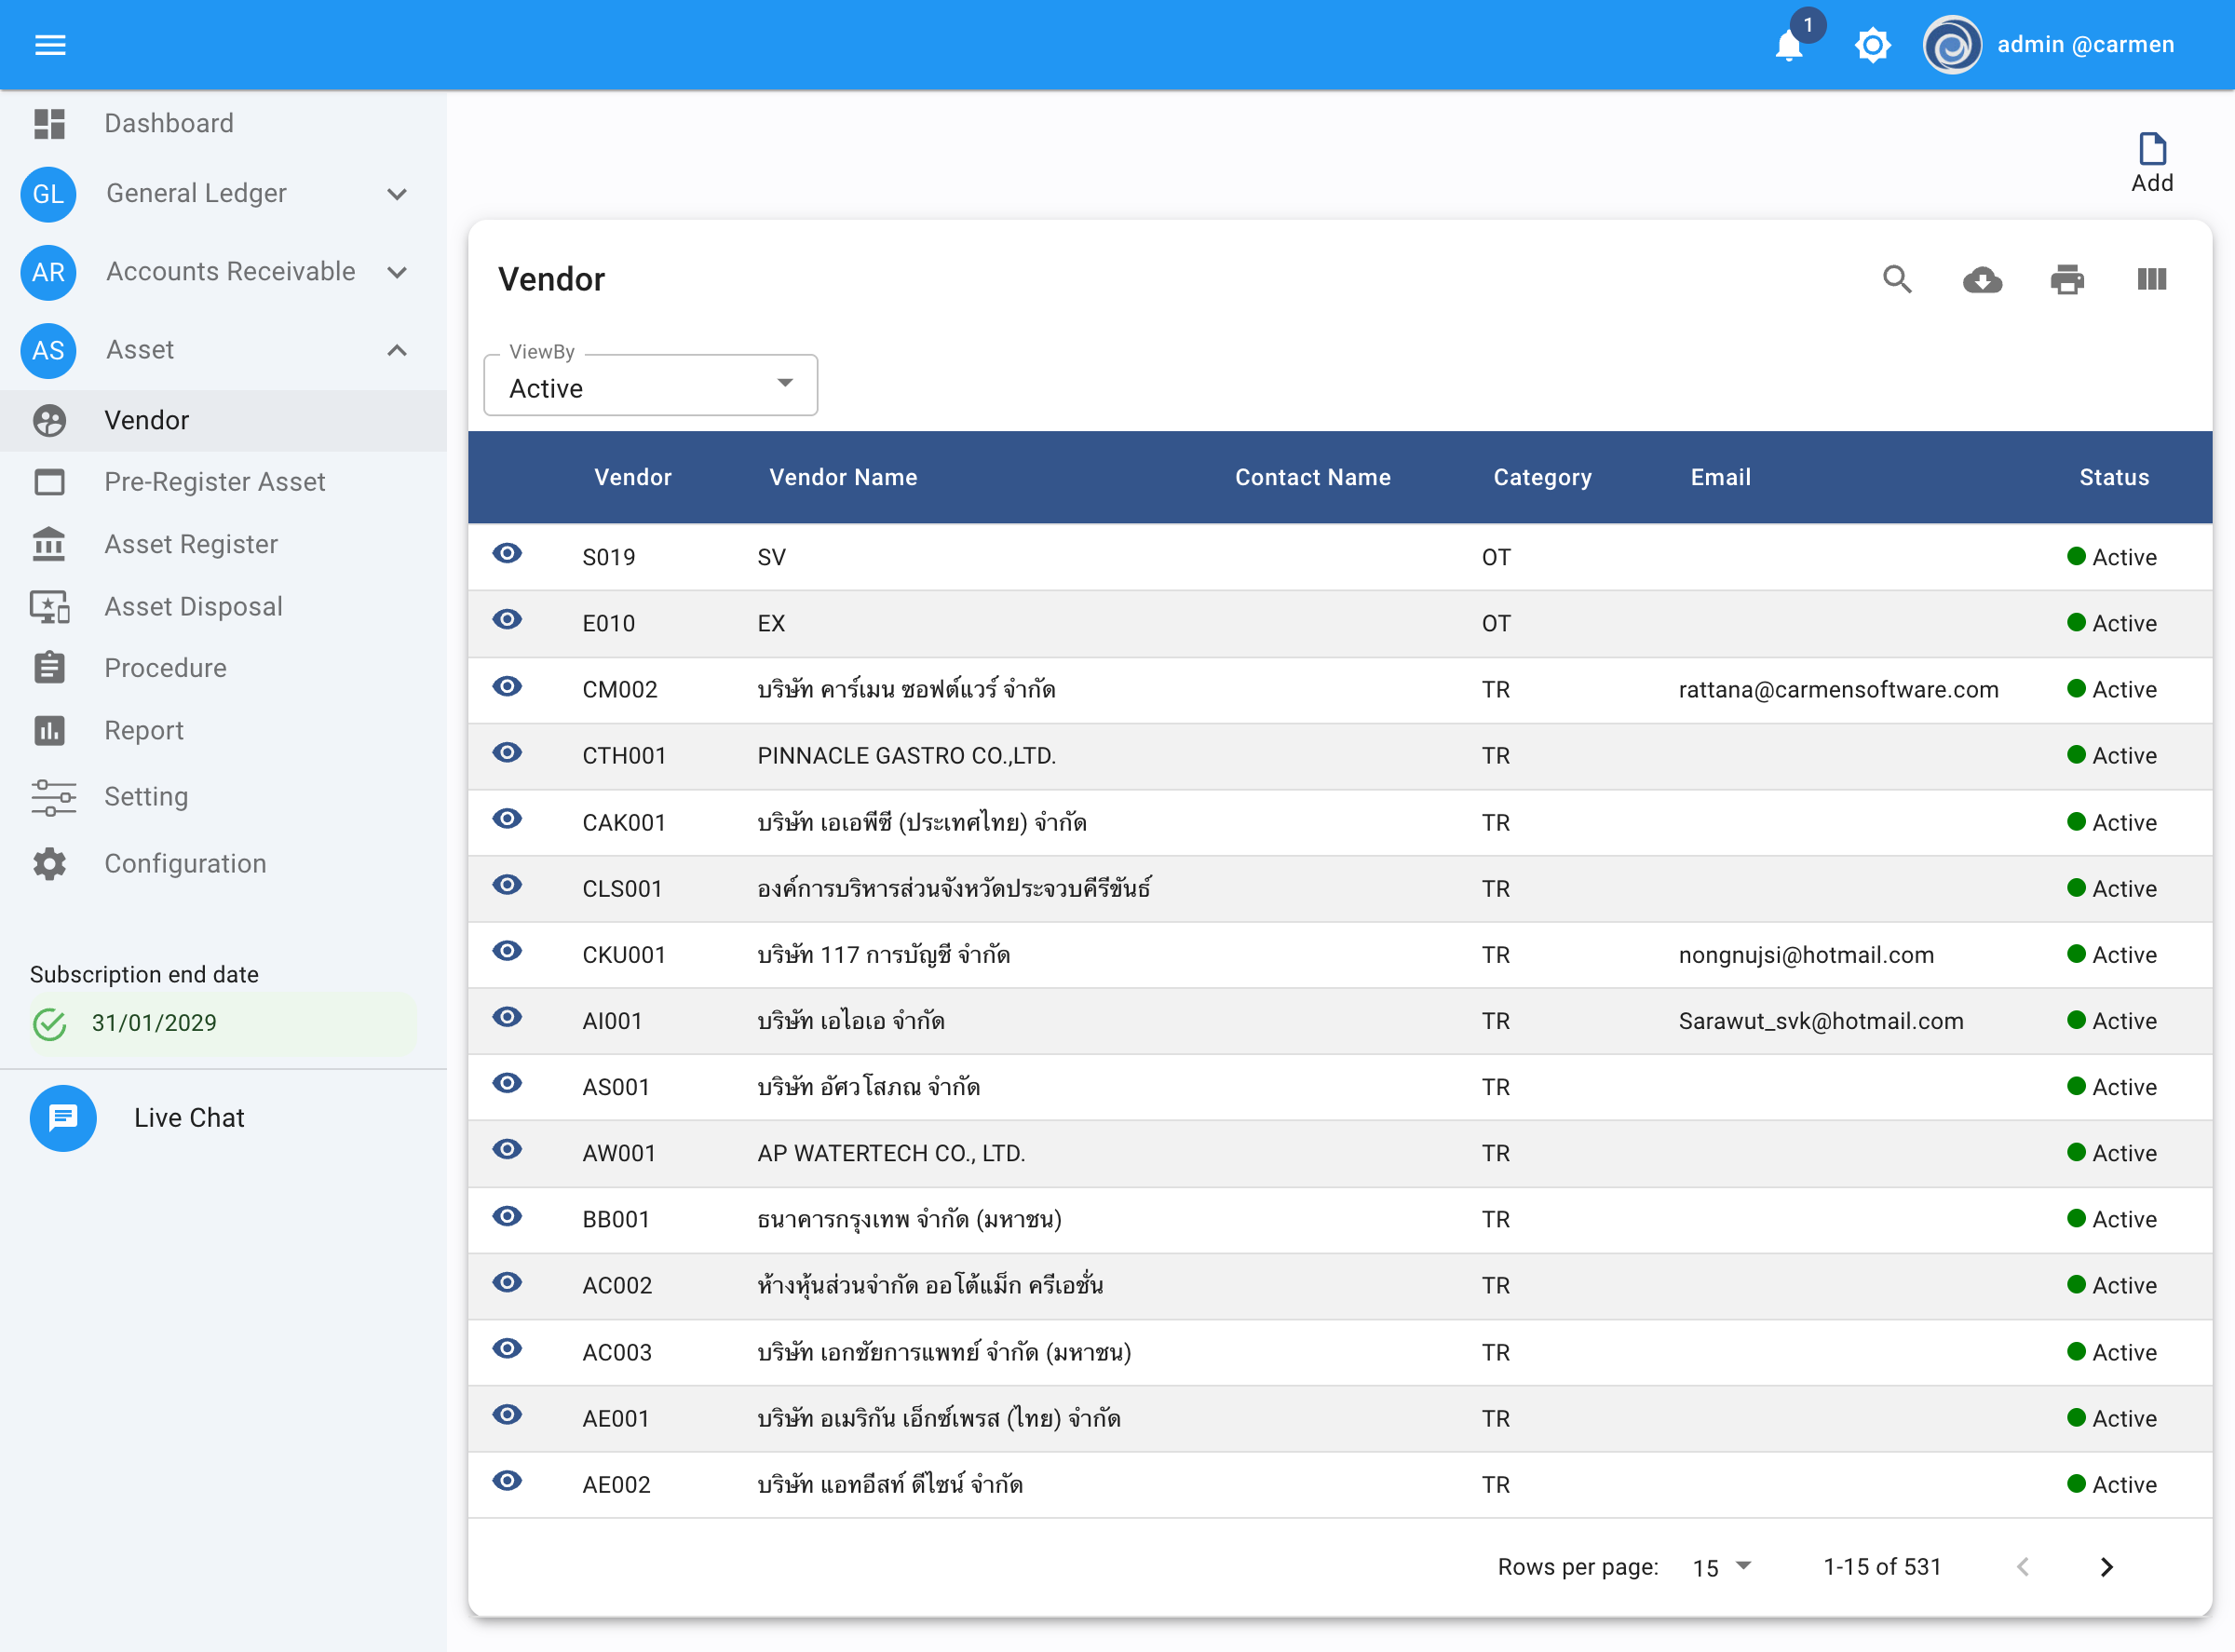 1
admin @carmen
Dashboard
GL General Ledger
AR Accounts Receivable
AS Asset
Vendor
Pre-Register Asset
Asset Register
Asset Disposal
Procedure
Report
Setting
Configuration
Subscription end date
31/01/2029
Live Chat
Add
Vendor
ViewBy
Active
Vendor Vendor Name Contact Name Category Email Status
S019 SV OT Active
E010 EX OT Active
CM002 บริษัท คาร์เมน ซอฟต์แวร์ จำกัด TR rattana@carmensoftware.com Active
CTH001 PINNACLE GASTRO CO.,LTD. TR Active
CAK001 บริษัท เอเอพีซี (ประเทศไทย) จำกัด TR Active
CLS001 องค์การบริหารส่วนจังหวัดประจวบคีรีขันธ์ TR Active
CKU001 บริษัท 117 การบัญชี จำกัด TR nongnujsi@hotmail.com Active
AI001 บริษัท เอไอเอ จำกัด TR Sarawut_svk@hotmail.com Active
AS001 บริษัท อัศวโสภณ จำกัด TR Active
AW001 AP WATERTECH CO., LTD. TR Active
BB001 ธนาคารกรุงเทพ จำกัด (มหาชน) TR Active
AC002 ห้างหุ้นส่วนจำกัด ออโต้แม็ก ครีเอชั่น TR Active
AC003 บริษัท เอกชัยการแพทย์ จำกัด (มหาชน) TR Active
AE001 บริษัท อเมริกัน เอ็กซ์เพรส (ไทย) จำกัด TR Active
AE002 บริษัท แอทอีสท์ ดีไซน์ จำกัด TR Active
Rows per page: 15 1-15 of 531